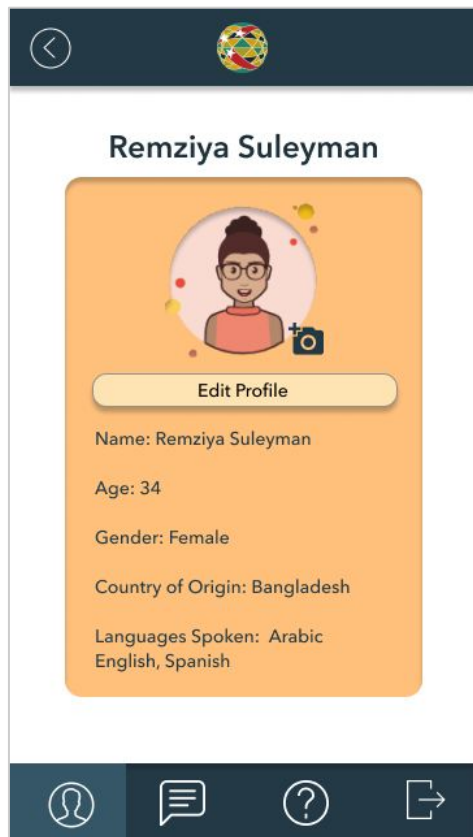 Remziya Suleyman
Edit Profile
Name: Remziya Suleyman
Age: 34
Gender: Female
Country of Origin: Bangladesh
Languages Spoken:  Arabic
English, Spanish